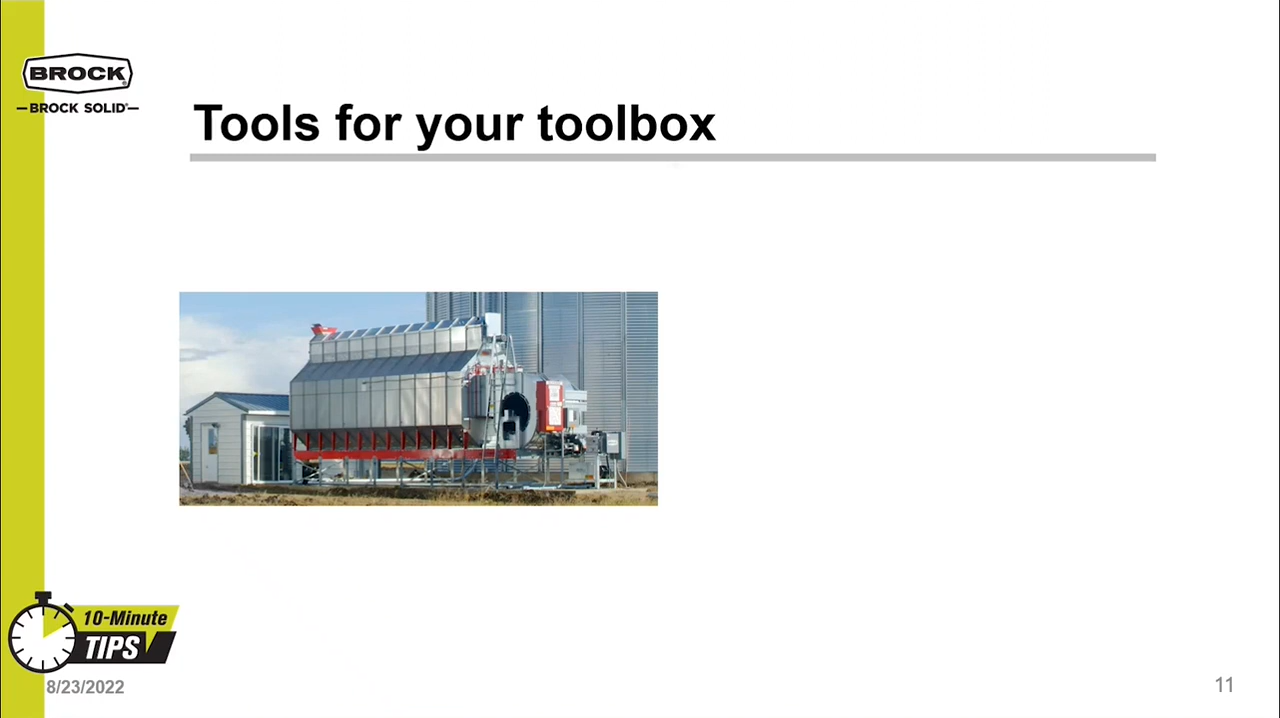 BROCK
BROCK SOLID
Tools for your toolbox
10-Minute
TIPS
8/23/2022
11